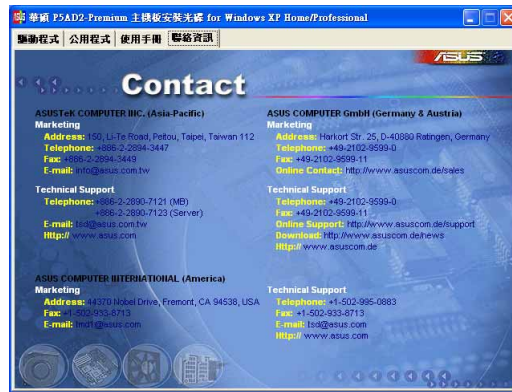 華碩 P5AD2-Premium 主機板安裝光碟 for Windows XP Home/Professional
驅動程式 公用程式 使用手冊 聯絡資訊
ASUS
Contact
ASUSTeK COMPUTER INC. (Asia-Pacific)
Marketing
Address: 150, Li-Te Road, Peitou, Taipei, Taiwan 112
Telephone: +886-2-2894-3447
Fax: +886-2-2894-3449
E-mail: info@asus.com.tw
Technical Support
Telephone: +886-2-2890-7121 (MB)
+886-2-2890-7123 (Server)
E-mail: tsd@asus.com.tw
Http:// www.asus.com
ASUS COMPUTER INTERNATIONAL (America)
Marketing
Address: 44370 Nobel Drive, Fremont, CA 94538, USA
Fax: +1-502-933-8713
E-mail: tmd1@asus.com
ASUS COMPUTER GmbH (Germany & Austria)
Marketing
Address: Harkort Str. 25, D-40880 Ratingen, Germany
Telephone: +49-2102-9599-0
Fax: +49-2102-9599-11
Online Contact: http://www.asuscom.de/sales
Technical Support
Telephone: +49-2102-9599-0
Fax: +49-2102-9599-11
Online Support: http://www.asuscom.de/support
Download: http://www.asuscom.de/news
Http:// www.asuscom.de
Technical Support
Telephone: +1-502-995-0883
Fax: +1-502-933-8713
E-mail: tsd@asus.com
Http:// www.asus.com